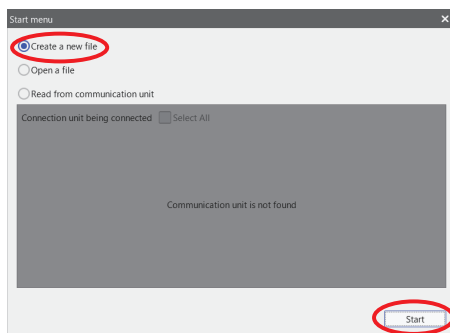 Start menu
Create a new file
Open a file
Read from communication unit
Connection unit being connected Select All
Communication unit is not found
Start